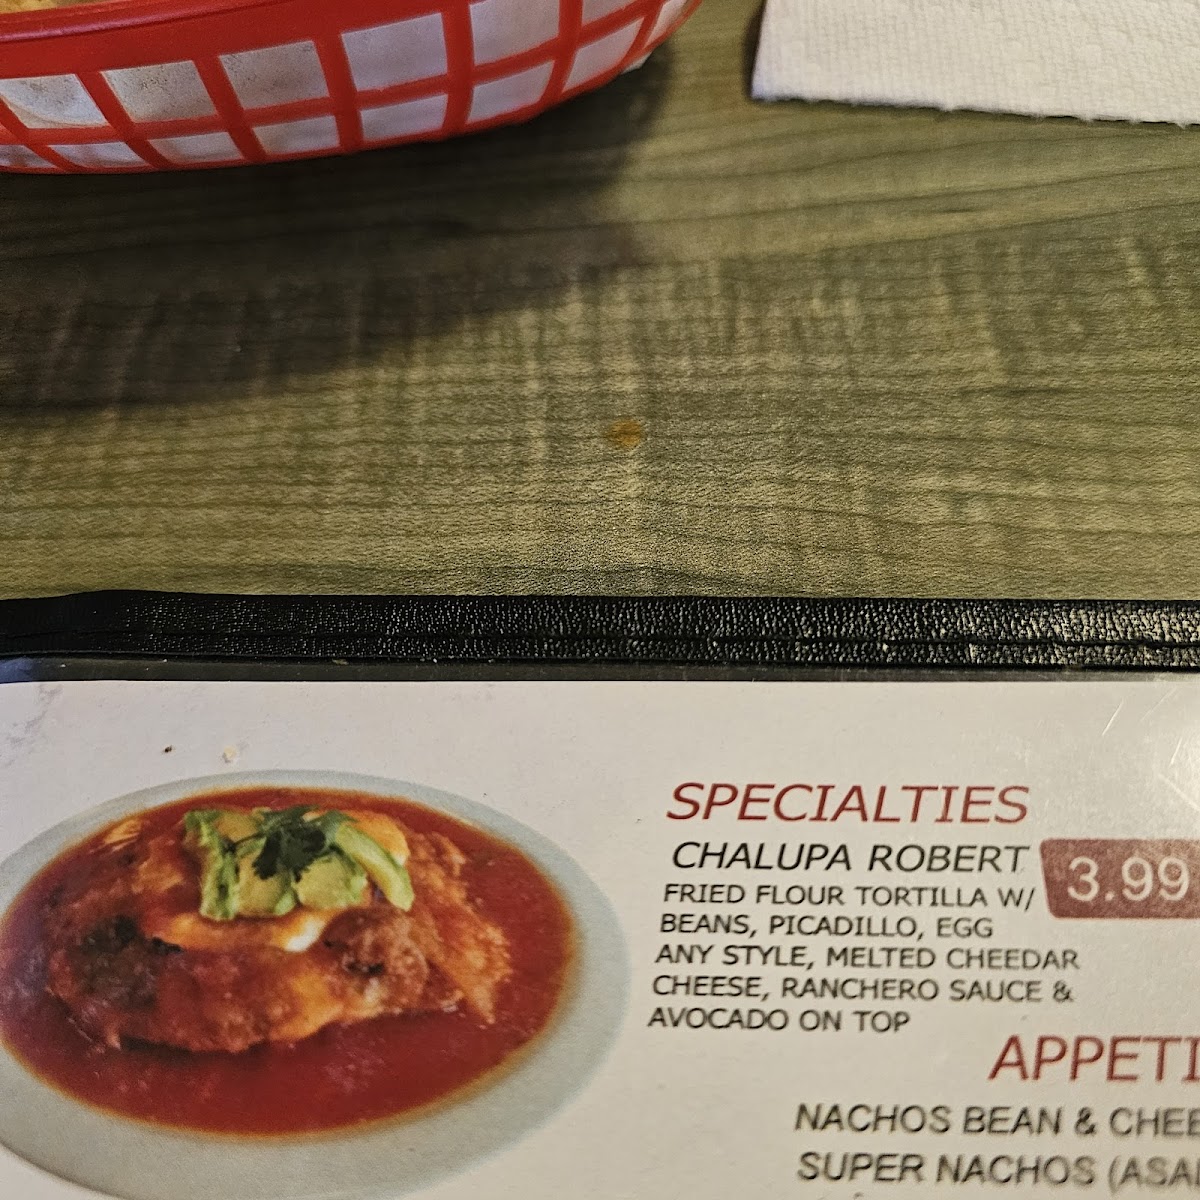 SPECIALTIES
CHALUPA ROBERT 3.99
FRIED FLOUR TORTILLA W/
BEANS, PICADILLO, EGG
ANY STYLE, MELTED CHEEDAR
CHEESE, RANCHERO SAUCE &
AVOCADO ON TOP
APPETI
NACHOS BEAN & CHEE
SUPER NACHOS (ASA